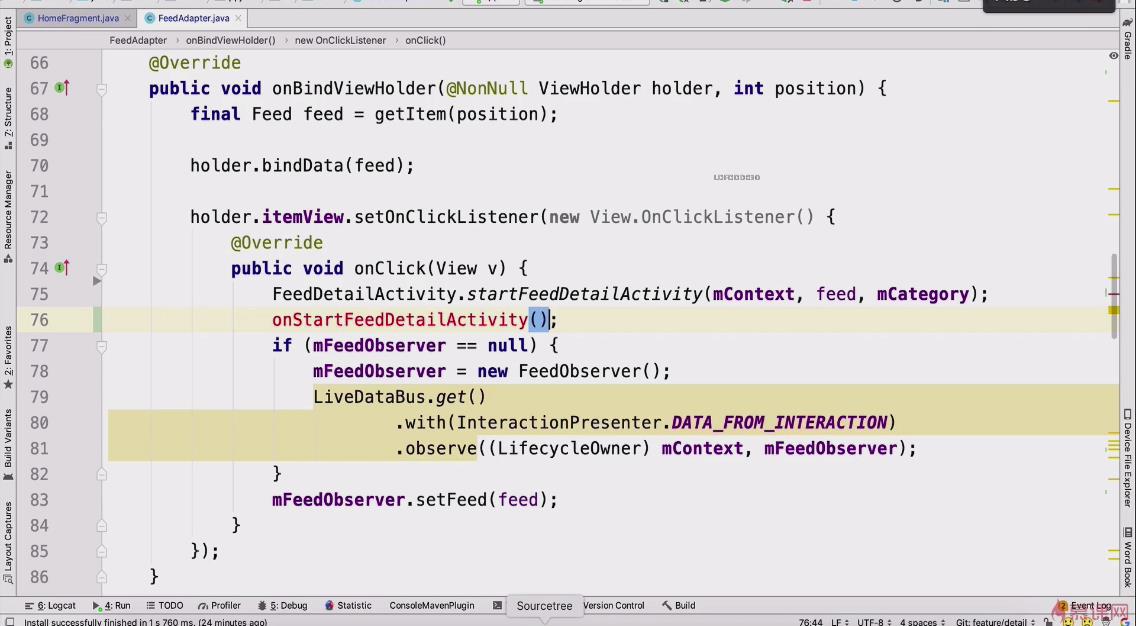 HomeFragment.java
FeedAdapter.java
FeedAdapter
onBindViewHolder()
new OnClickListener
onClick()
1: Project
7: Structure
Resource Manager
2: Favorites
Build Variants
Layout Captures
66 @Override
67 public void onBindViewHolder(@NonNull ViewHolder holder, int position) {
68 final Feed feed = getItem(position);
69
70 holder.bindData(feed);
71
72 holder.itemView.setOnClickListener(new View.OnClickListener() {
73 @Override
74 public void onClick(View v) {
75 FeedDetailActivity.startFeedDetailActivity(mContext, feed, mCategory);
76 onStartFeedDetailActivity();
77 if (mFeedObserver == null) {
78 mFeedObserver = new FeedObserver();
79 LiveDataBus.get()
80 .with(InteractionPresenter.DATA_FROM_INTERACTION)
81 .observe((LifecycleOwner) mContext, mFeedObserver);
82 }
83 mFeedObserver.setFeed(feed);
84 }
85 });
86 }
Gradle
Device File Explorer
Word Book
6: Logcat
4: Run
TODO
Profiler
5: Debug
Statistic
ConsoleMavenPlugin
Sourcetree
Version Control
Build
2 Event Log
Install successfully finished in 1 s 760 ms. (24 minutes ago)
76:44 LF UTF-8 4 spaces Git: feature/detail
慕课网